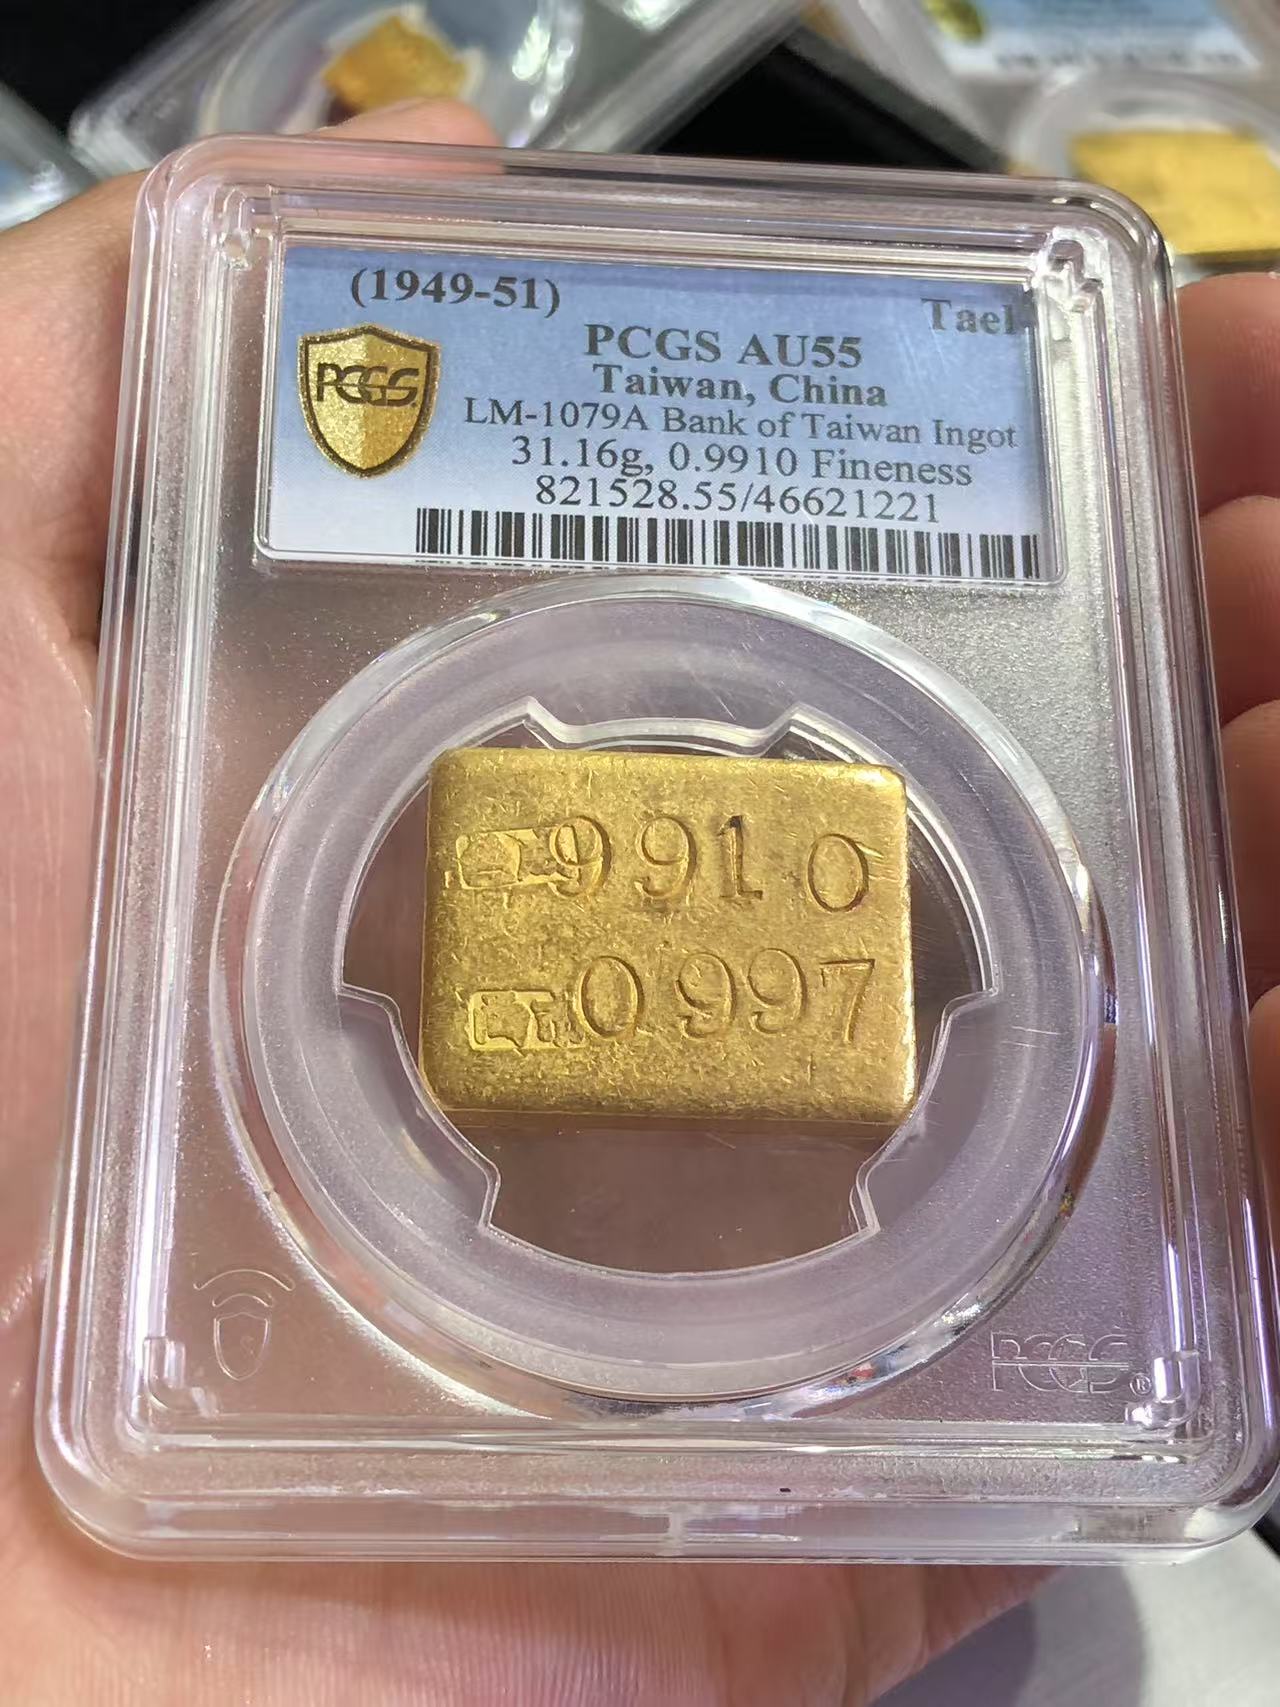 (1949-51)
Tael
PCGS AU55
PCGS
Taiwan, China
LM-1079A Bank of Taiwan Ingot
31.16g, 0.9910 Fineness
821528.55/46621221
9910
0997
PCGS®